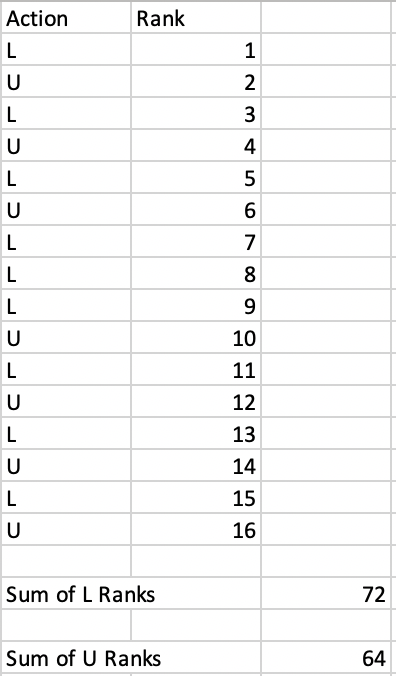 Action Rank
L 1
U 2
L 3
U 4
L 5
U 6
L 7
L 8
L 9
U 10
L 11
U 12
L 13
U 14
L 15
U 16
Sum of L Ranks 72
Sum of U Ranks 64